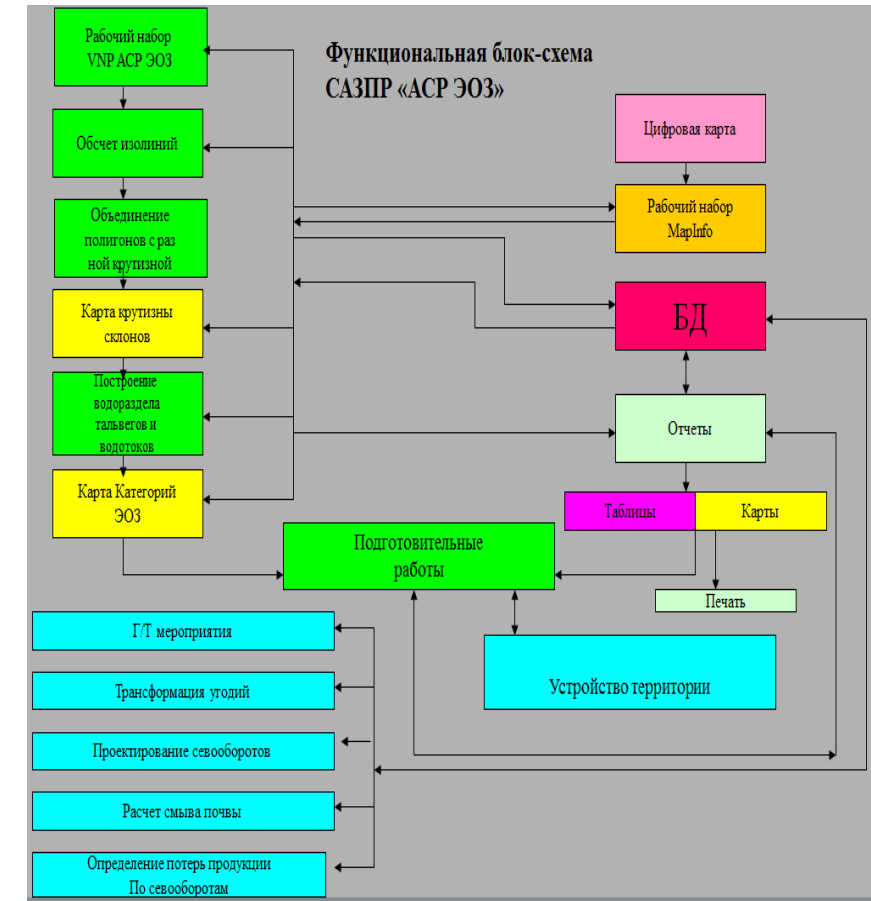 Функциональная блок-схема
САЗПР «АСР ЭОЗ»
Рабочий набор
VNP АСР ЭОЗ
Обсчет изолиний
Объединение
полигонов с раз
ной крутизной
Карта крутизны
склонов
Построение
водораздела
тальвегов и
водотоков
Карта Категорий
ЭОЗ
Цифровая карта
Рабочий набор
MapInfo
БД
Отчеты
Таблицы
Карты
Печать
Подготовительные
работы
Устройство территории
Г/Т мероприятия
Трансформация угодий
Проектирование севооборотов
Расчет смыва почвы
Определение потерь продукции
По севооборотам